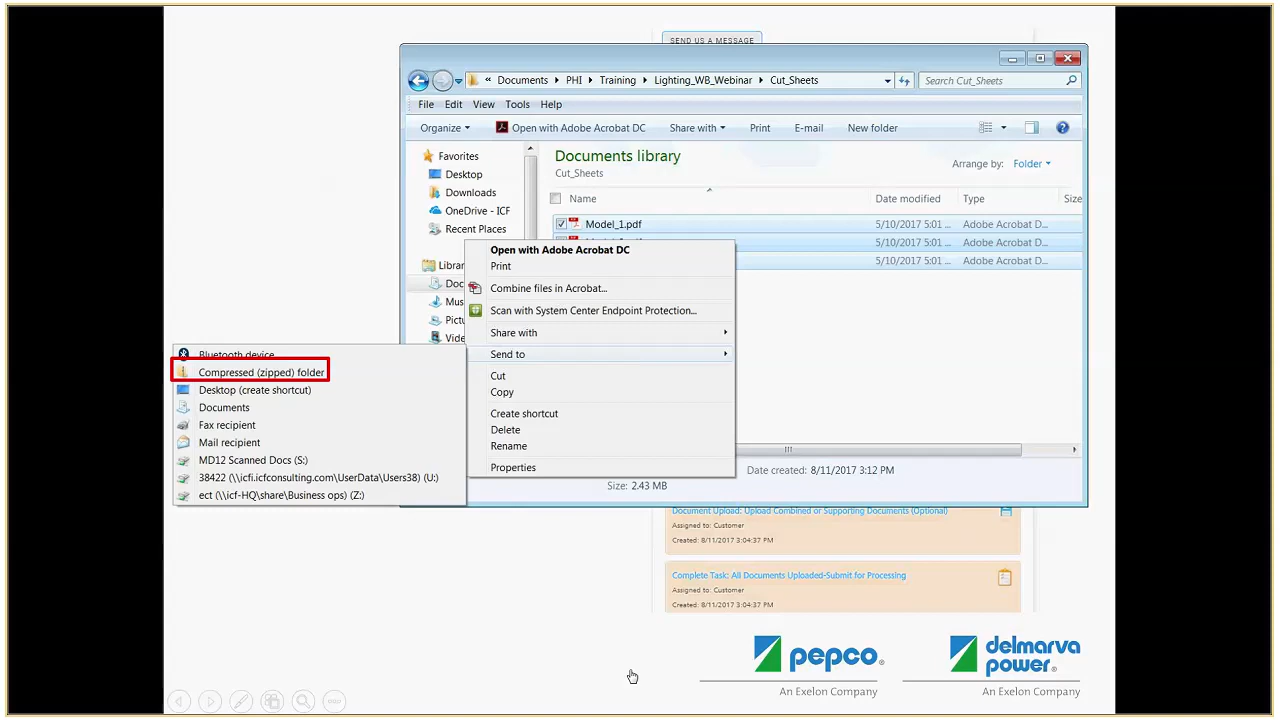 SEND US A MESSAGE
« Documents PHI Training Lighting_WB_Webinar Cut_Sheets
Search Cut_Sheets
File Edit View Tools Help
Organize Open with Adobe Acrobat DC Share with Print E-mail New folder
Favorites
Desktop
Downloads
OneDrive - ICF
Recent Places
Librar
Doc
Mus
Pictu
Vide
Documents library
Cut_Sheets
Arrange by: Folder
Name Date modified Type Size
Model_1.pdf 5/10/2017 5:01 ... Adobe Acrobat D...
5/10/2017 5:01 ... Adobe Acrobat D...
5/10/2017 5:01 ... Adobe Acrobat D...
Open with Adobe Acrobat DC
Print
Combine files in Acrobat...
Scan with System Center Endpoint Protection...
Share with
Send to
Cut
Copy
Create shortcut
Delete
Rename
Properties
Bluetooth device
Compressed (zipped) folder
Desktop (create shortcut)
Documents
Fax recipient
Mail recipient
MD12 Scanned Docs (S:)
38422 (\\icfi.icfconsulting.com\UserData\Users38) (U:)
ect (\\icf-HQ\share\Business ops) (Z:)
Date created: 8/11/2017 3:12 PM
Size: 2.43 MB
Document Upload: Upload Combined or Supporting Documents (Optional)
Assigned to: Customer
Created: 8/11/2017 3:04:37 PM
Complete Task: All Documents Uploaded-Submit for Processing
Assigned to: Customer
Created: 8/11/2017 3:04:37 PM
pepco®
An Exelon Company
delmarva
power®
An Exelon Company